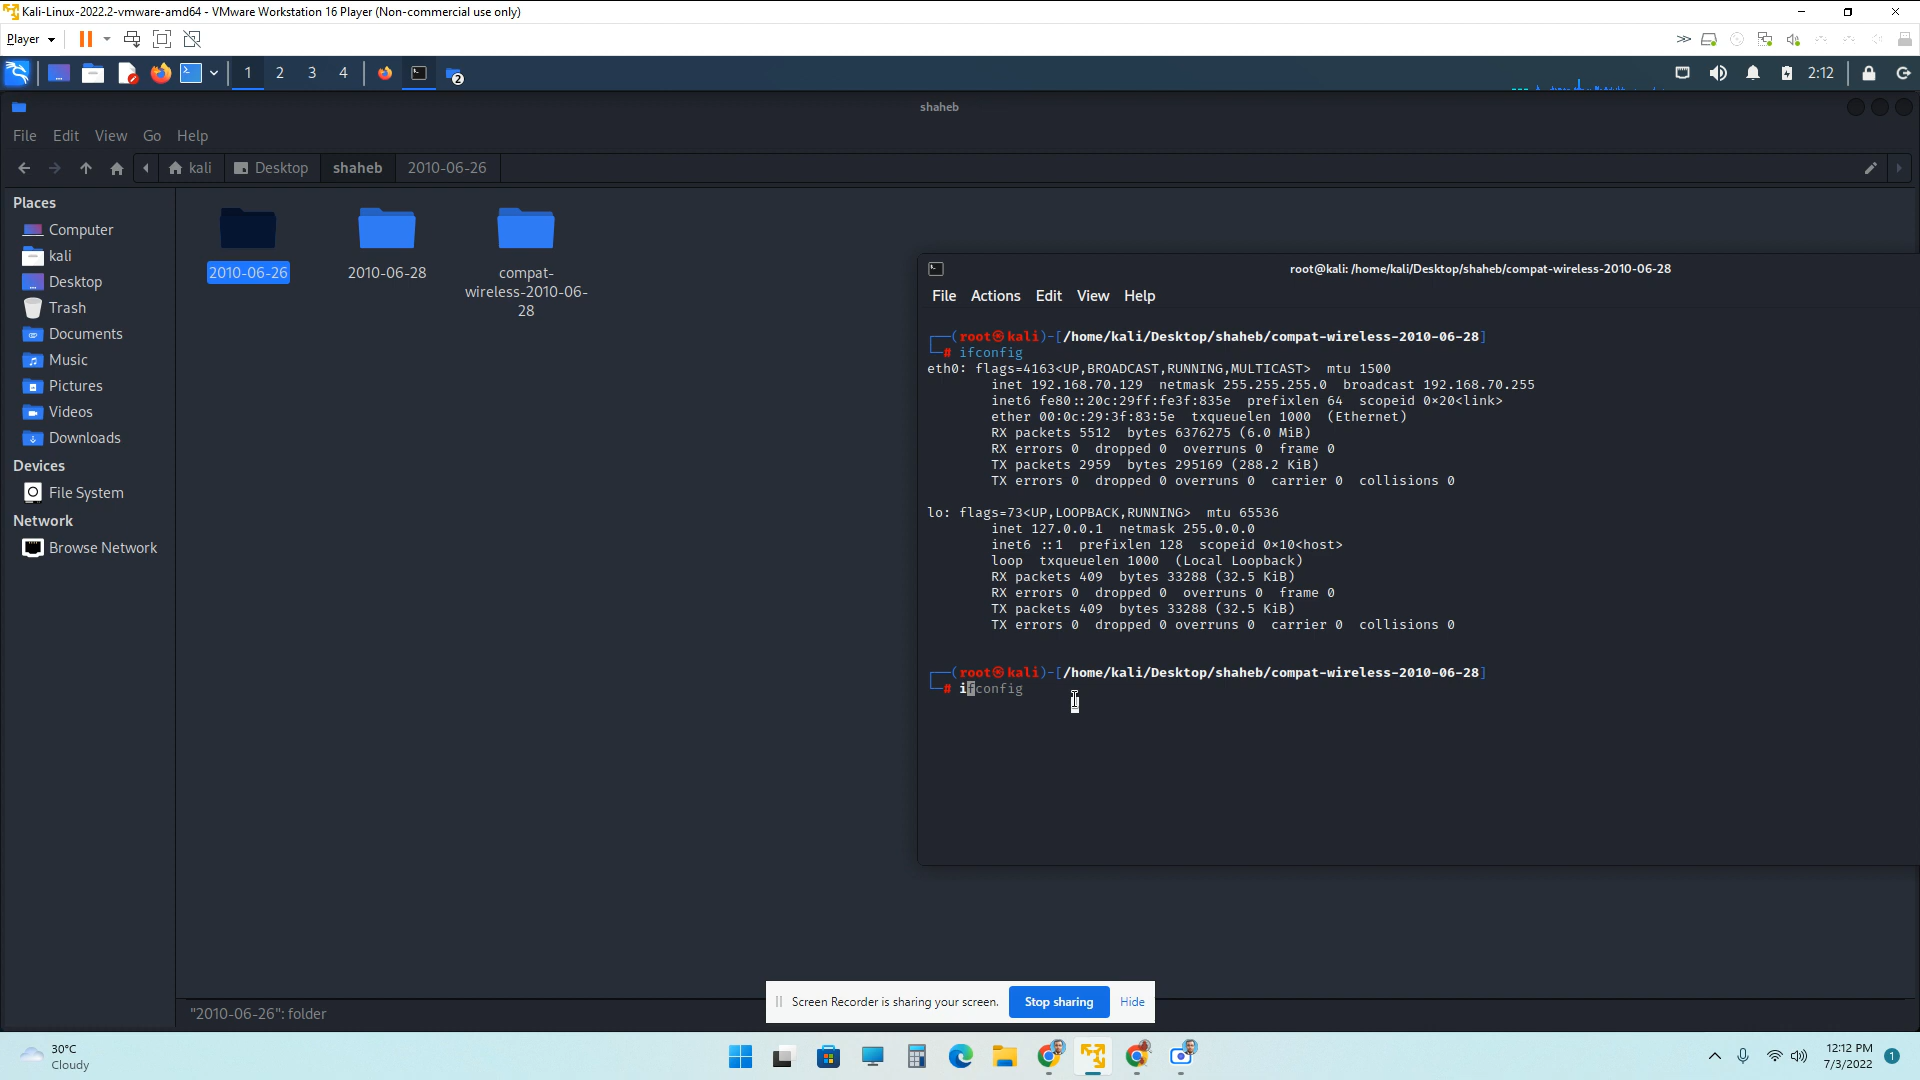 Kali-Linux-2022.2-vmware-amd64 - VMware Workstation 16 Player (Non-commercial use only)
Player
1 2 3 4 2 2:12
shaheb
File Edit View Go Help
kali Desktop shaheb 2010-06-26
Places
Computer
kali
Desktop
Trash
Documents
Music
Pictures
Videos
Downloads
Devices
File System
Network
Browse Network
2010-06-26
2010-06-28
compat-
wireless-2010-06-
28
root@kali: /home/kali/Desktop/shaheb/compat-wireless-2010-06-28
File Actions Edit View Help
(root㉿kali)-[/home/kali/Desktop/shaheb/compat-wireless-2010-06-28]
# ifconfig
eth0: flags=4163<UP,BROADCAST,RUNNING,MULTICAST> mtu 1500
inet 192.168.70.129 netmask 255.255.255.0 broadcast 192.168.70.255
inet6 fe80::20c:29ff:fe3f:835e prefixlen 64 scopeid 0×20<link>
ether 00:0c:29:3f:83:5e txqueuelen 1000 (Ethernet)
RX packets 5512 bytes 6376275 (6.0 MiB)
RX errors 0 dropped 0 overruns 0 frame 0
TX packets 2959 bytes 295169 (288.2 KiB)
TX errors 0 dropped 0 overruns 0 carrier 0 collisions 0
lo: flags=73<UP,LOOPBACK,RUNNING> mtu 65536
inet 127.0.0.1 netmask 255.0.0.0
inet6 ::1 prefixlen 128 scopeid 0×10<host>
loop txqueuelen 1000 (Local Loopback)
RX packets 409 bytes 33288 (32.5 KiB)
RX errors 0 dropped 0 overruns 0 frame 0
TX packets 409 bytes 33288 (32.5 KiB)
TX errors 0 dropped 0 overruns 0 carrier 0 collisions 0
(root㉿kali)-[/home/kali/Desktop/shaheb/compat-wireless-2010-06-28]
# ifconfig
Screen Recorder is sharing your screen. Stop sharing Hide
"2010-06-26": folder
30°C
Cloudy
12:12 PM
7/3/2022
1